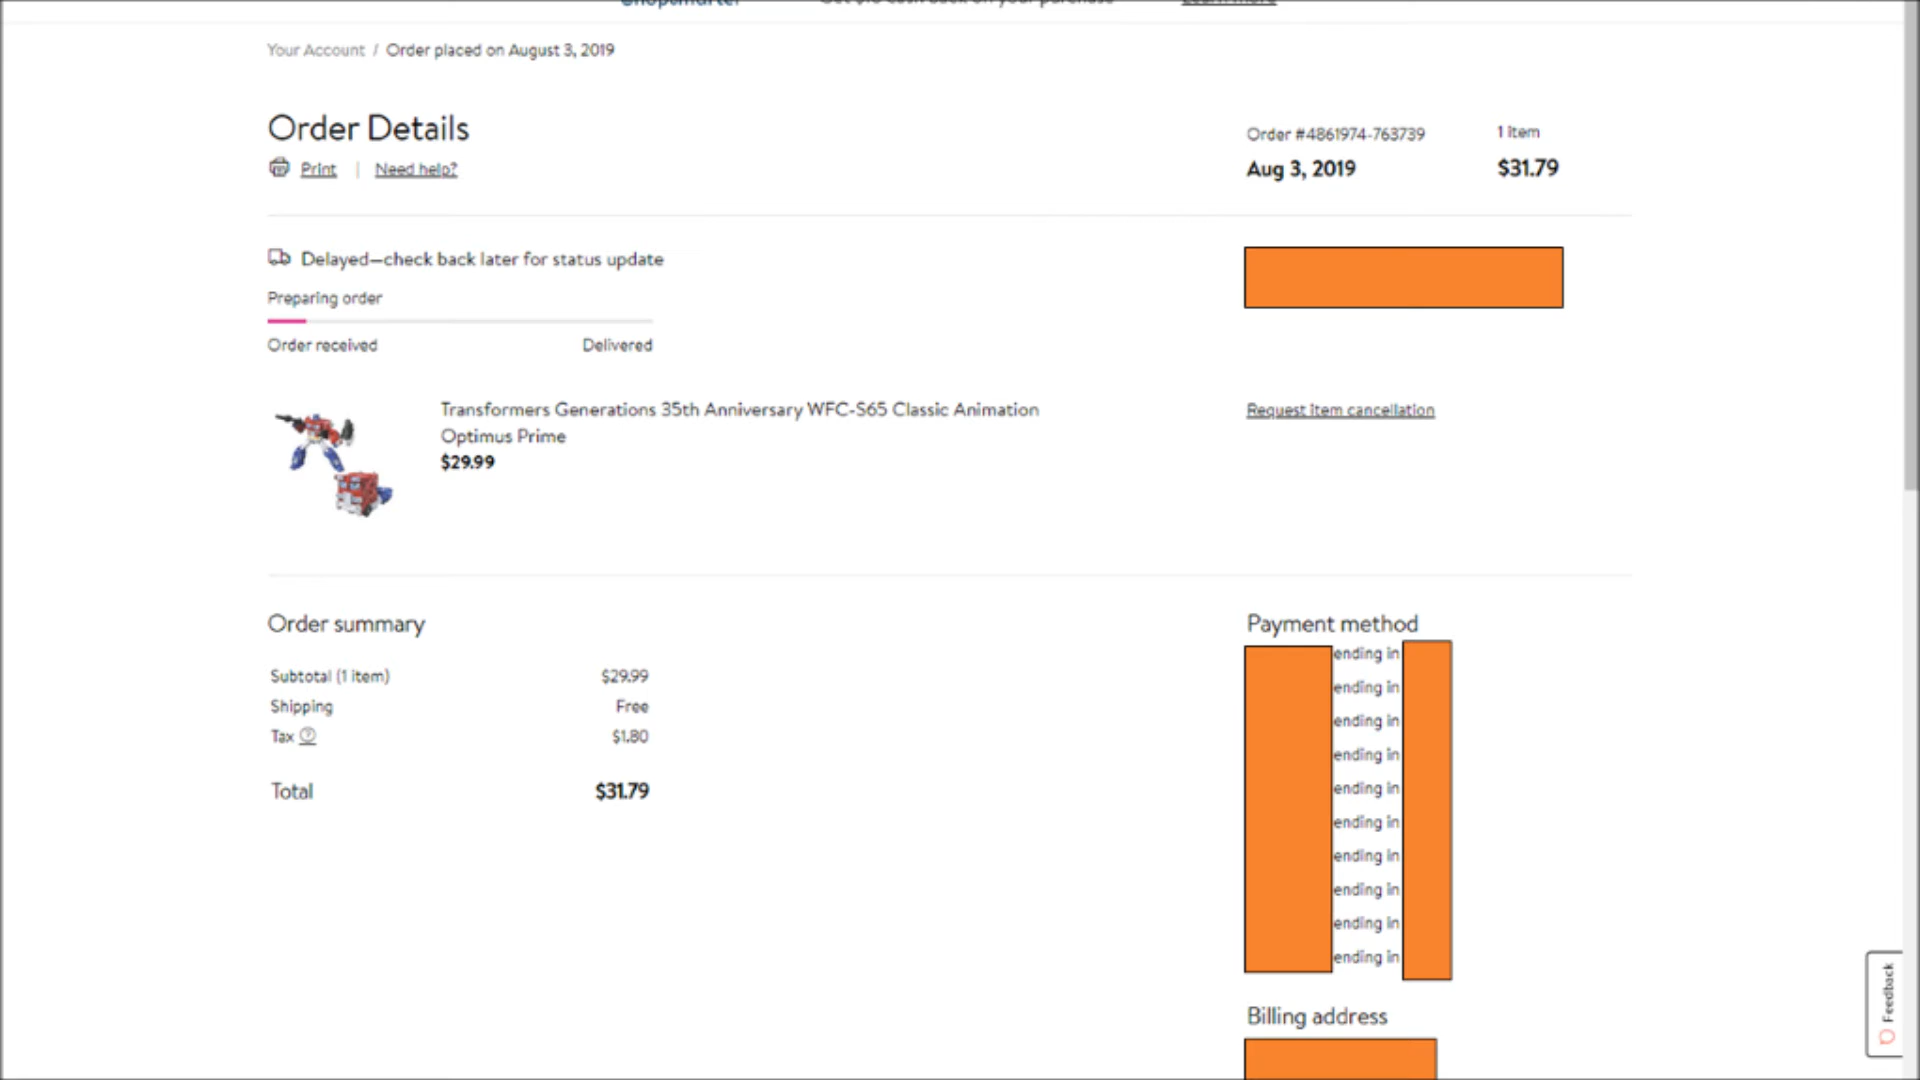 Your Account / Order placed on August 3, 2019
Order Details
Print | Need help?
Order #4861974-763739
1 item
Aug 3, 2019
$31.79
Delayed—check back later for status update
Preparing order
Order received
Delivered
Transformers Generations 35th Anniversary WFC-S65 Classic Animation
Optimus Prime
$29.99
Request item cancellation
Order summary
Subtotal (1 item) $29.99
Shipping Free
Tax $1.80
Total $31.79
Payment method
ending in
ending in
ending in
ending in
ending in
ending in
ending in
ending in
ending in
ending in
Billing address
Feedback